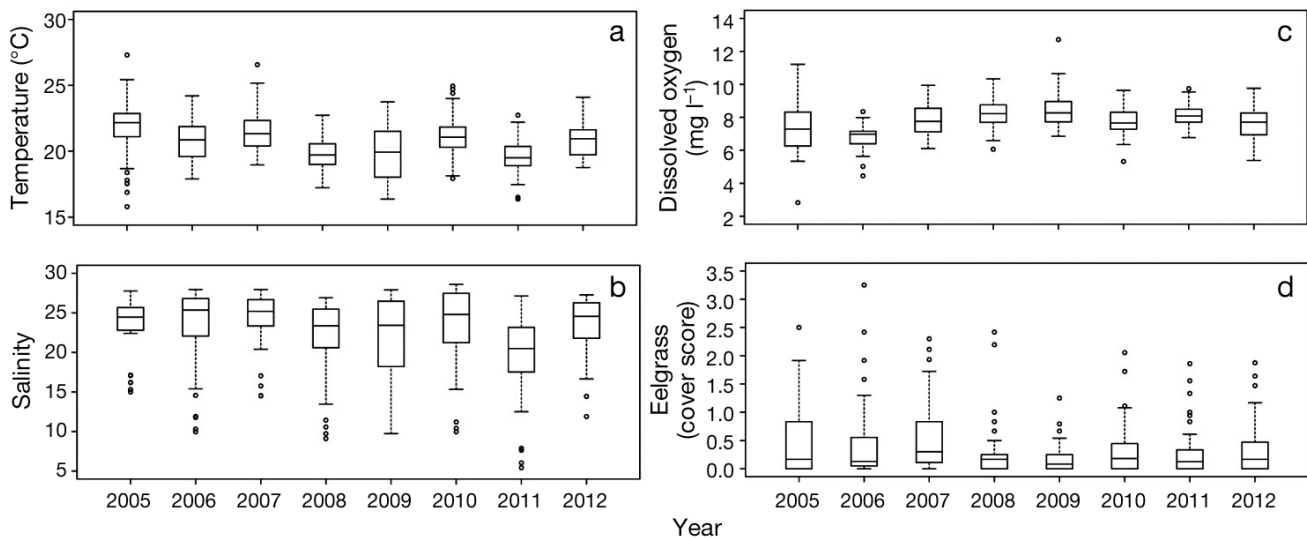 a
30
25
20
15
Temperature (°C)
b
30
25
20
15
10
5
Salinity
2005 2006 2007 2008 2009 2010 2011 2012
c
14
12
10
8
6
4
2
Dissolved oxygen
(mg l⁻¹)
d
3.5
3.0
2.5
2.0
1.5
1.0
0.5
0.0
Eelgrass
(cover score)
2005 2006 2007 2008 2009 2010 2011 2012
Year